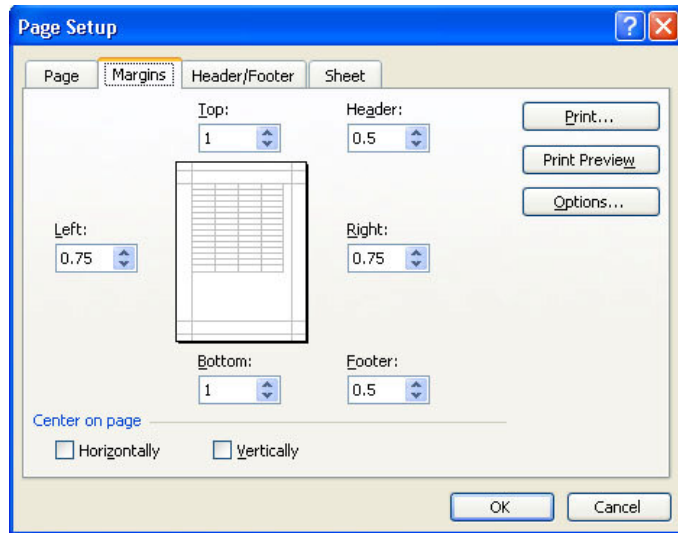 Page Setup
Page Margins Header/Footer Sheet
Top: Header:
1 0.5
Print...
Print Preview
Options...
Left: Right:
0.75 0.75
Bottom: Footer:
1 0.5
Center on page
Horizontally Vertically
OK Cancel